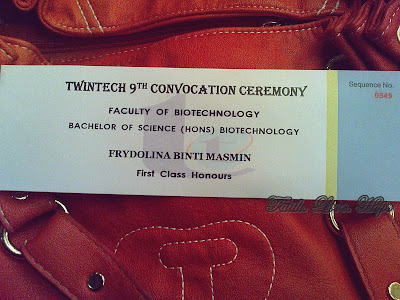 TWINTECH 9TH CONVOCATION CEREMONY
Sequence No.
0549
FACULTY OF BIOTECHNOLOGY
BACHELOR OF SCIENCE (HONS) BIOTECHNOLOGY
FRYDOLINA BINTI MASMIN
First Class Honours